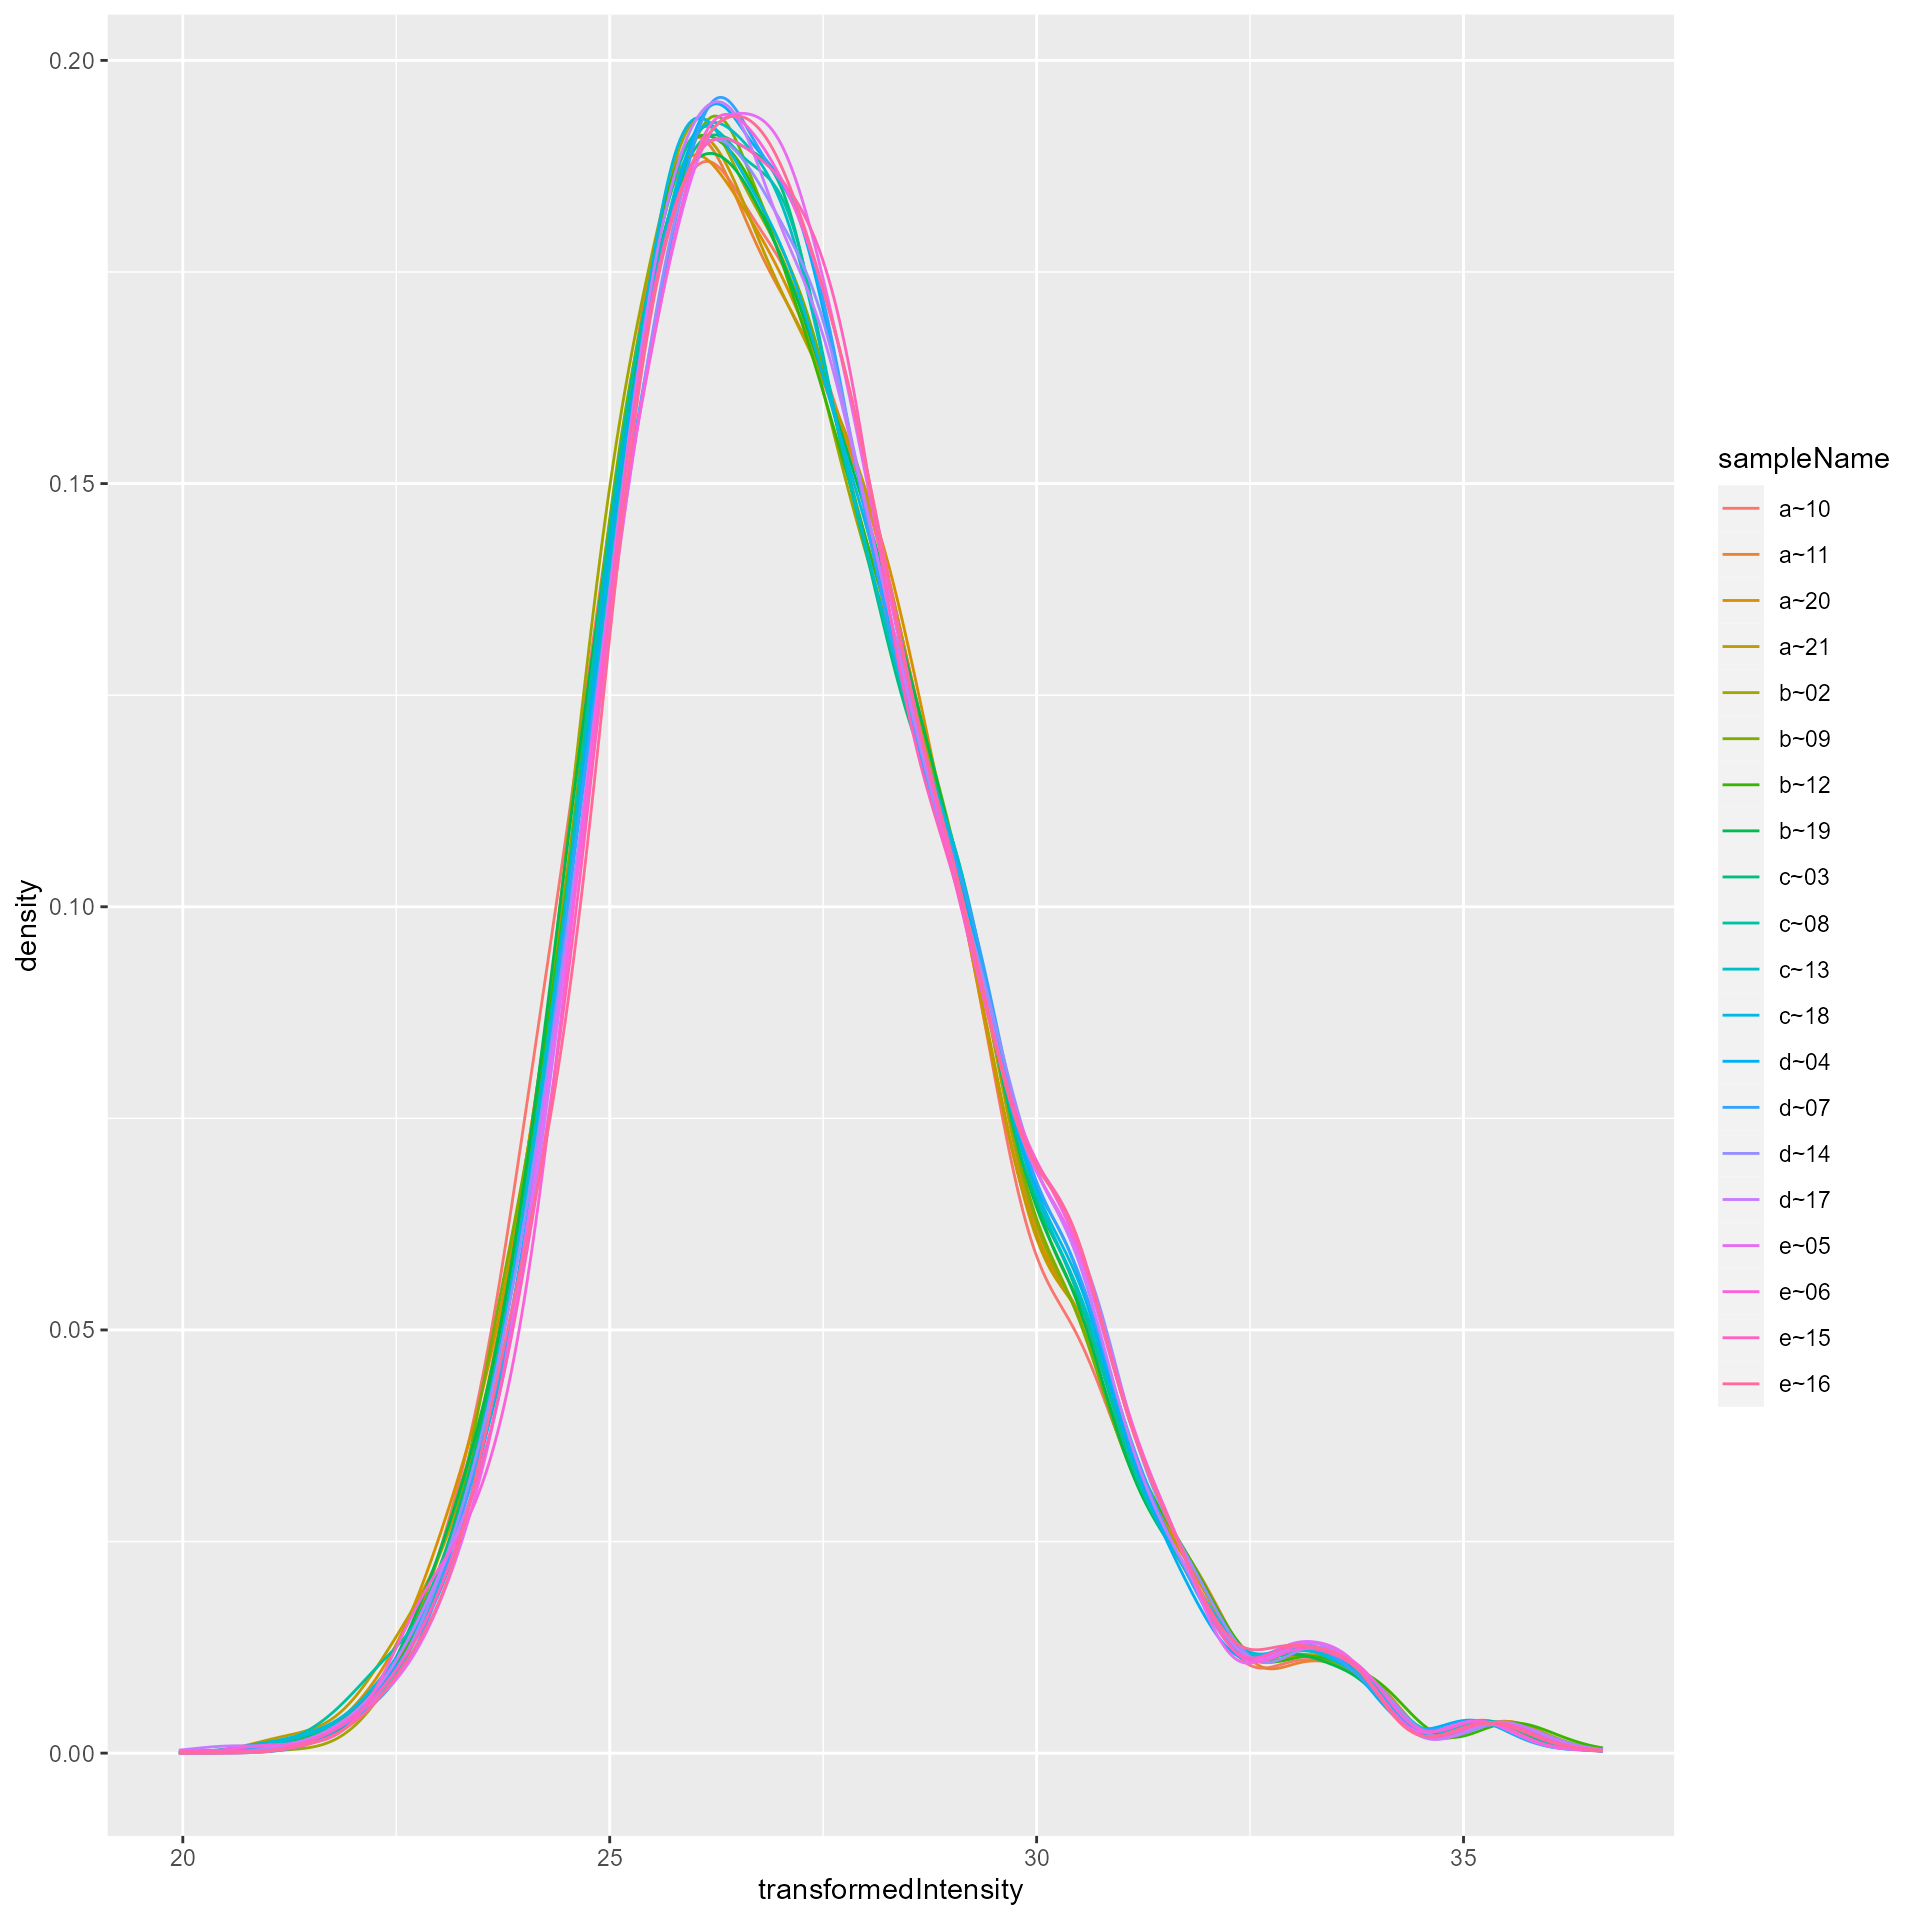 0.20
0.15
0.10
0.05
0.00
density
20
25
30
35
transformedIntensity
sampleName
a~10
a~11
a~20
a~21
b~02
b~09
b~12
b~19
c~03
c~08
c~13
c~18
d~04
d~07
d~14
d~17
e~05
e~06
e~15
e~16